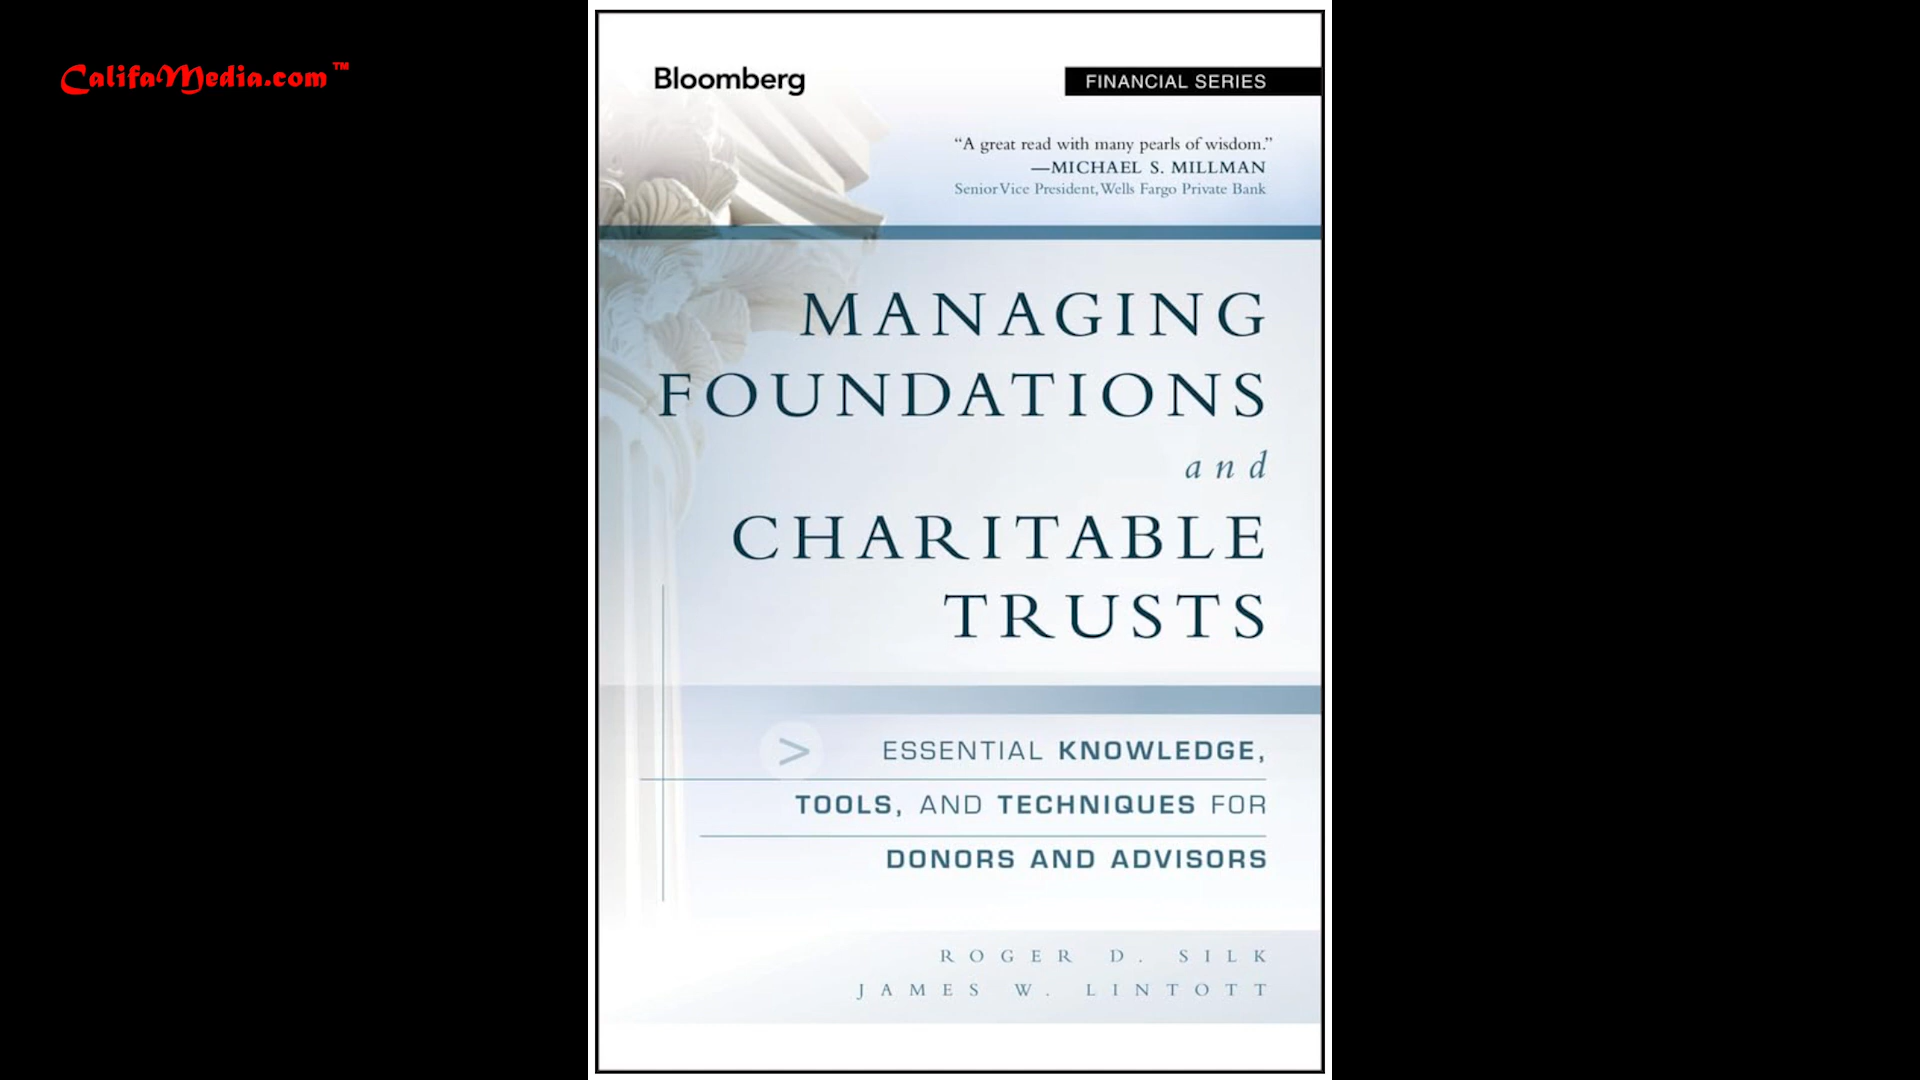 CalifaMedia.com™
Bloomberg
FINANCIAL SERIES
“A great read with many pearls of wisdom.”
—MICHAEL S. MILLMAN
Senior Vice President, Wells Fargo Private Bank
MANAGING
FOUNDATIONS
and
CHARITABLE
TRUSTS
> ESSENTIAL KNOWLEDGE,
TOOLS, AND TECHNIQUES FOR
DONORS AND ADVISORS
ROGER D. SILK
JAMES W. LINTOTT